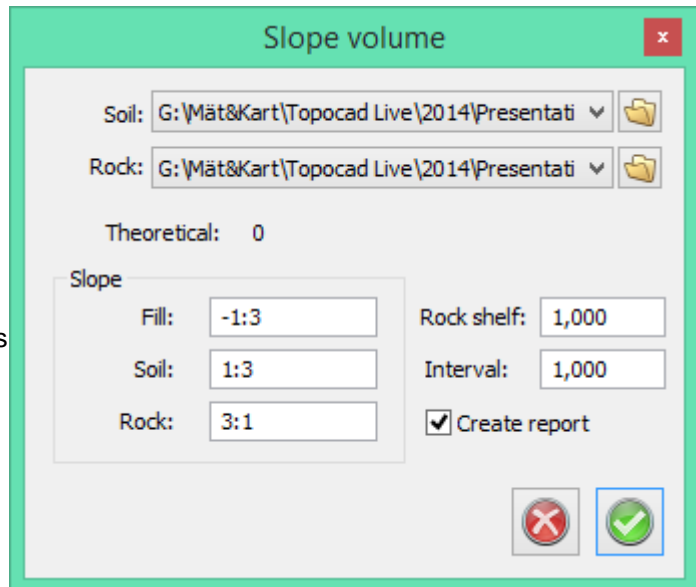 Slope volume
x
Soil: G:\Mät&Kart\Topocad Live\2014\Presentati
Rock: G:\Mät&Kart\Topocad Live\2014\Presentati
Theoretical: 0
Slope
Fill: -1:3 Rock shelf: 1,000
s
Soil: 1:3 Interval: 1,000
Rock: 3:1 Create report